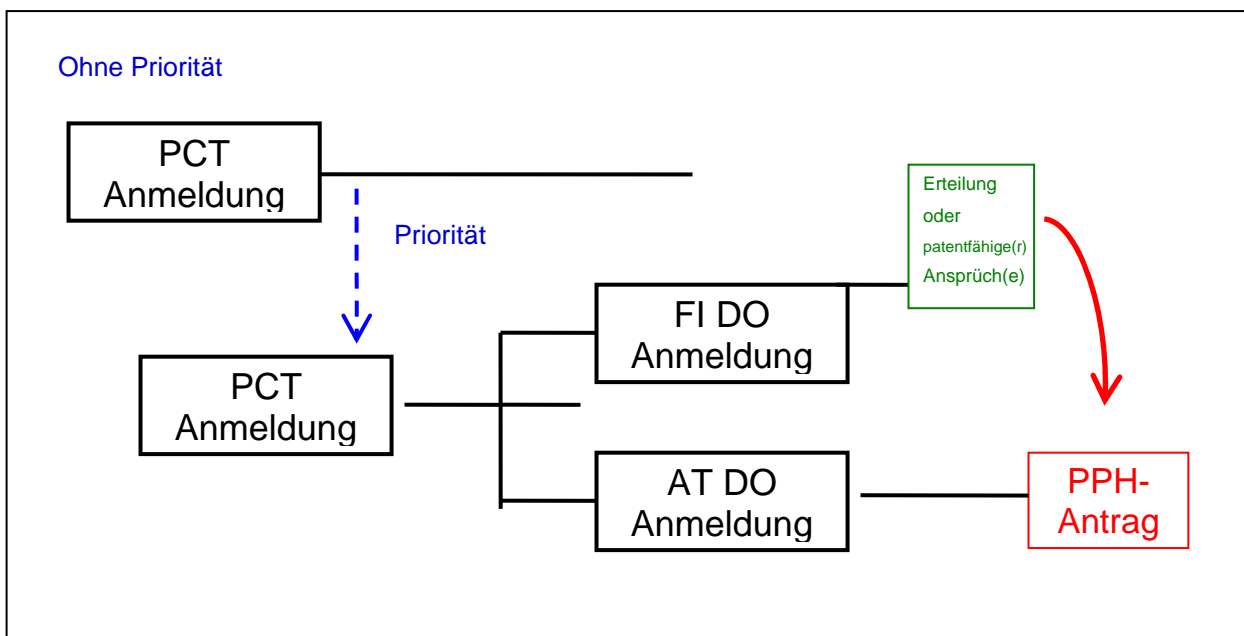 Ohne Priorität
PCT
Anmeldung
Priorität
Erteilung
oder
patentfähige(r)
Ansprüch(e)
FI DO
Anmeldung
PCT
Anmeldung
AT DO
Anmeldung
PPH-
Antrag